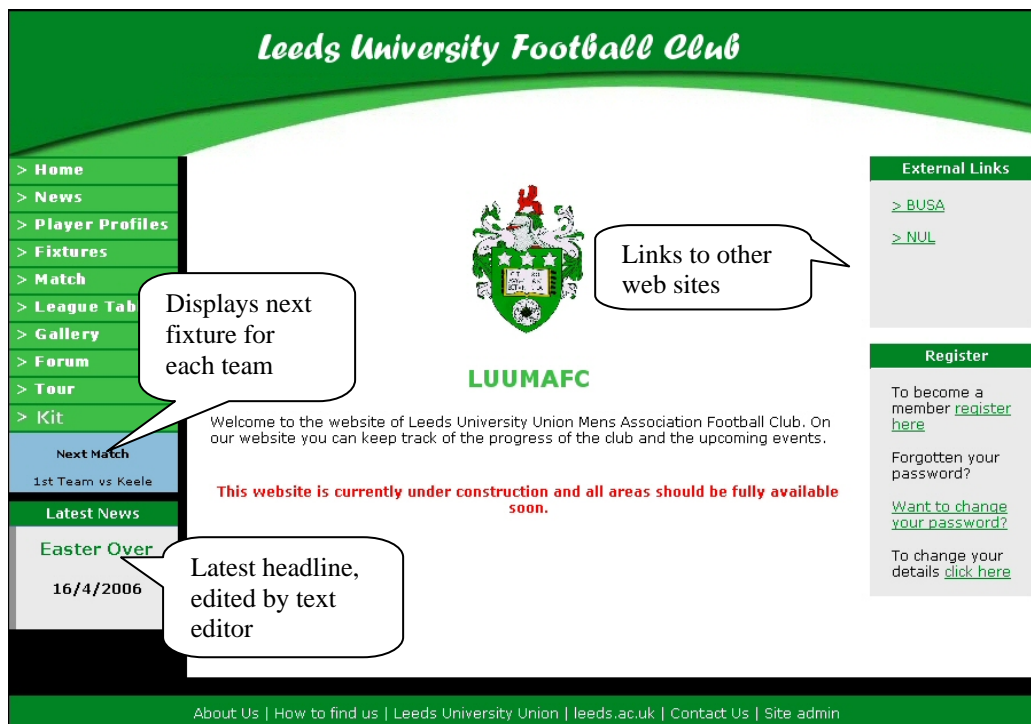 Leeds University Football Club
> Home
> News
> Player Profiles
> Fixtures
> Match
> League Tab
> Gallery
> Forum
> Tour
> Kit
Displays next
fixture for
each team
Next Match
1st Team vs Keele
Latest News
Easter Over
16/4/2006
Latest headline,
edited by text
editor
LUUMAFC
Welcome to the website of Leeds University Union Mens Association Football Club. On
our website you can keep track of the progress of the club and the upcoming events.
This website is currently under construction and all areas should be fully available
soon.
Links to other
web sites
External Links
> BUSA
> NUL
Register
To become a
member register
here
Forgotten your
password?
Want to change
your password?
To change your
details click here
About Us | How to find us | Leeds University Union | leeds.ac.uk | Contact Us | Site admin